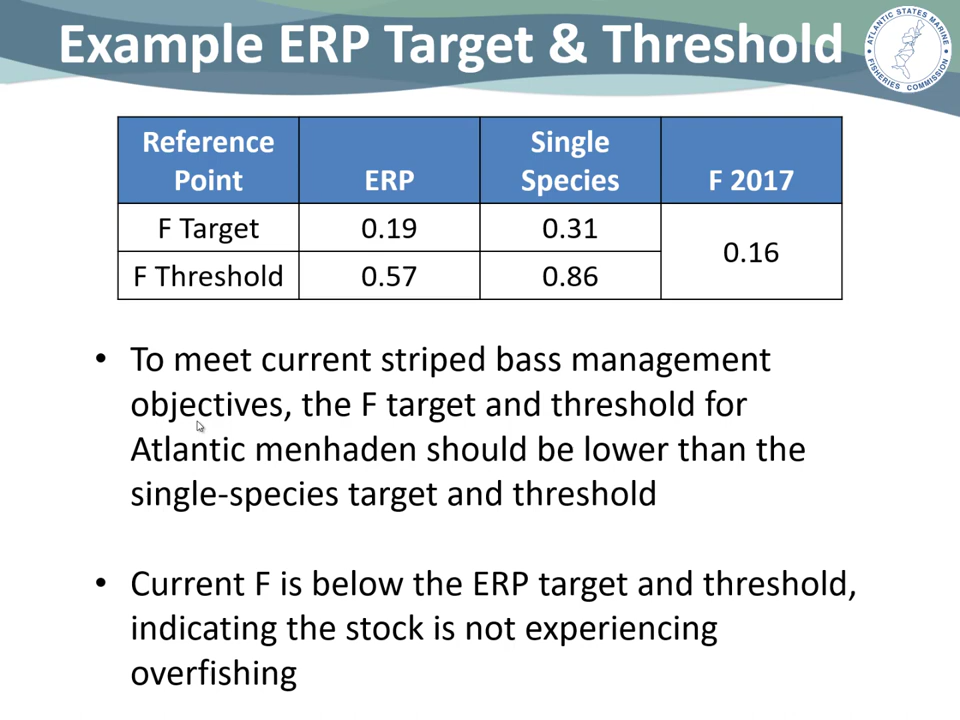 Example ERP Target & Threshold
ATLANTIC STATES MARINE
FISHERIES COMMISSION
Reference
Point
ERP
Single
Species
F 2017
F Target
0.19
0.31
0.16
F Threshold
0.57
0.86
• To meet current striped bass management
objectives, the F target and threshold for
Atlantic menhaden should be lower than the
single-species target and threshold
• Current F is below the ERP target and threshold,
indicating the stock is not experiencing
overfishing